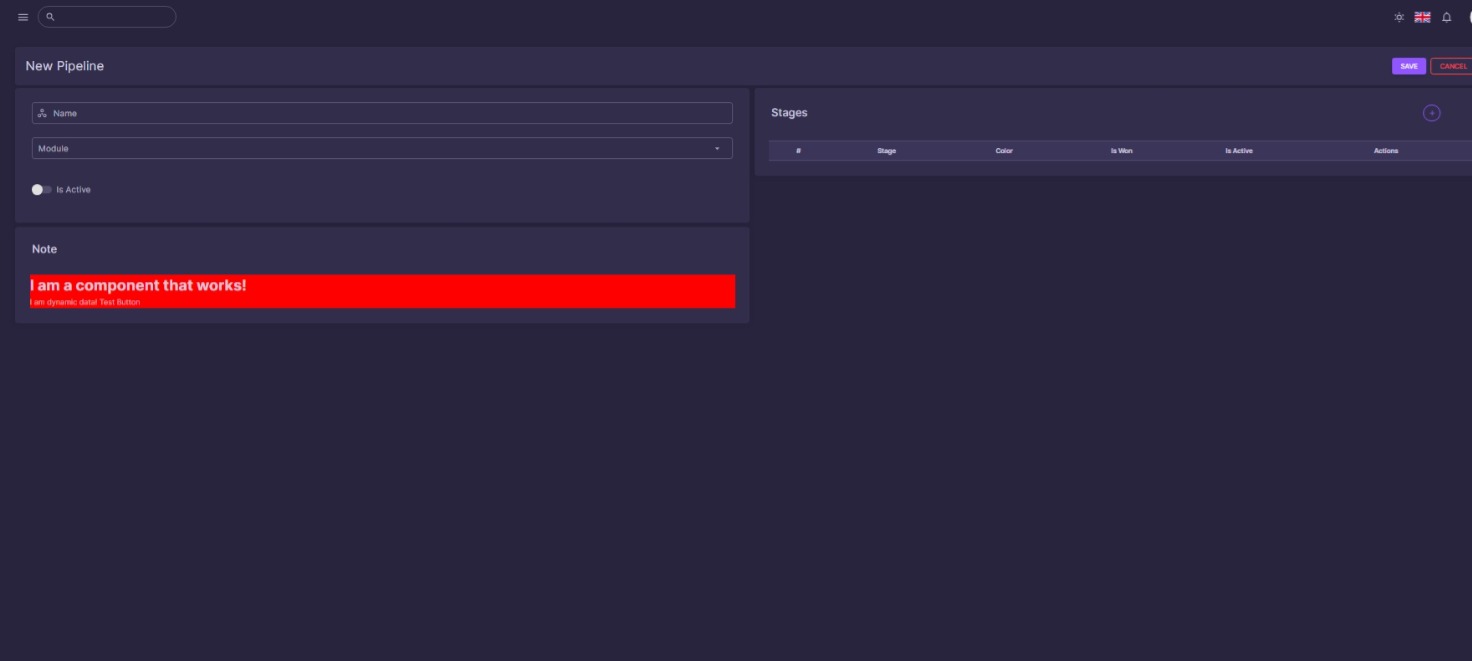 New Pipeline
SAVE
CANCEL
Name
Module
Is Active
Stages
# Stage Color Is Won Is Active Actions
Note
I am a component that works!
I am dynamic data! Test Button